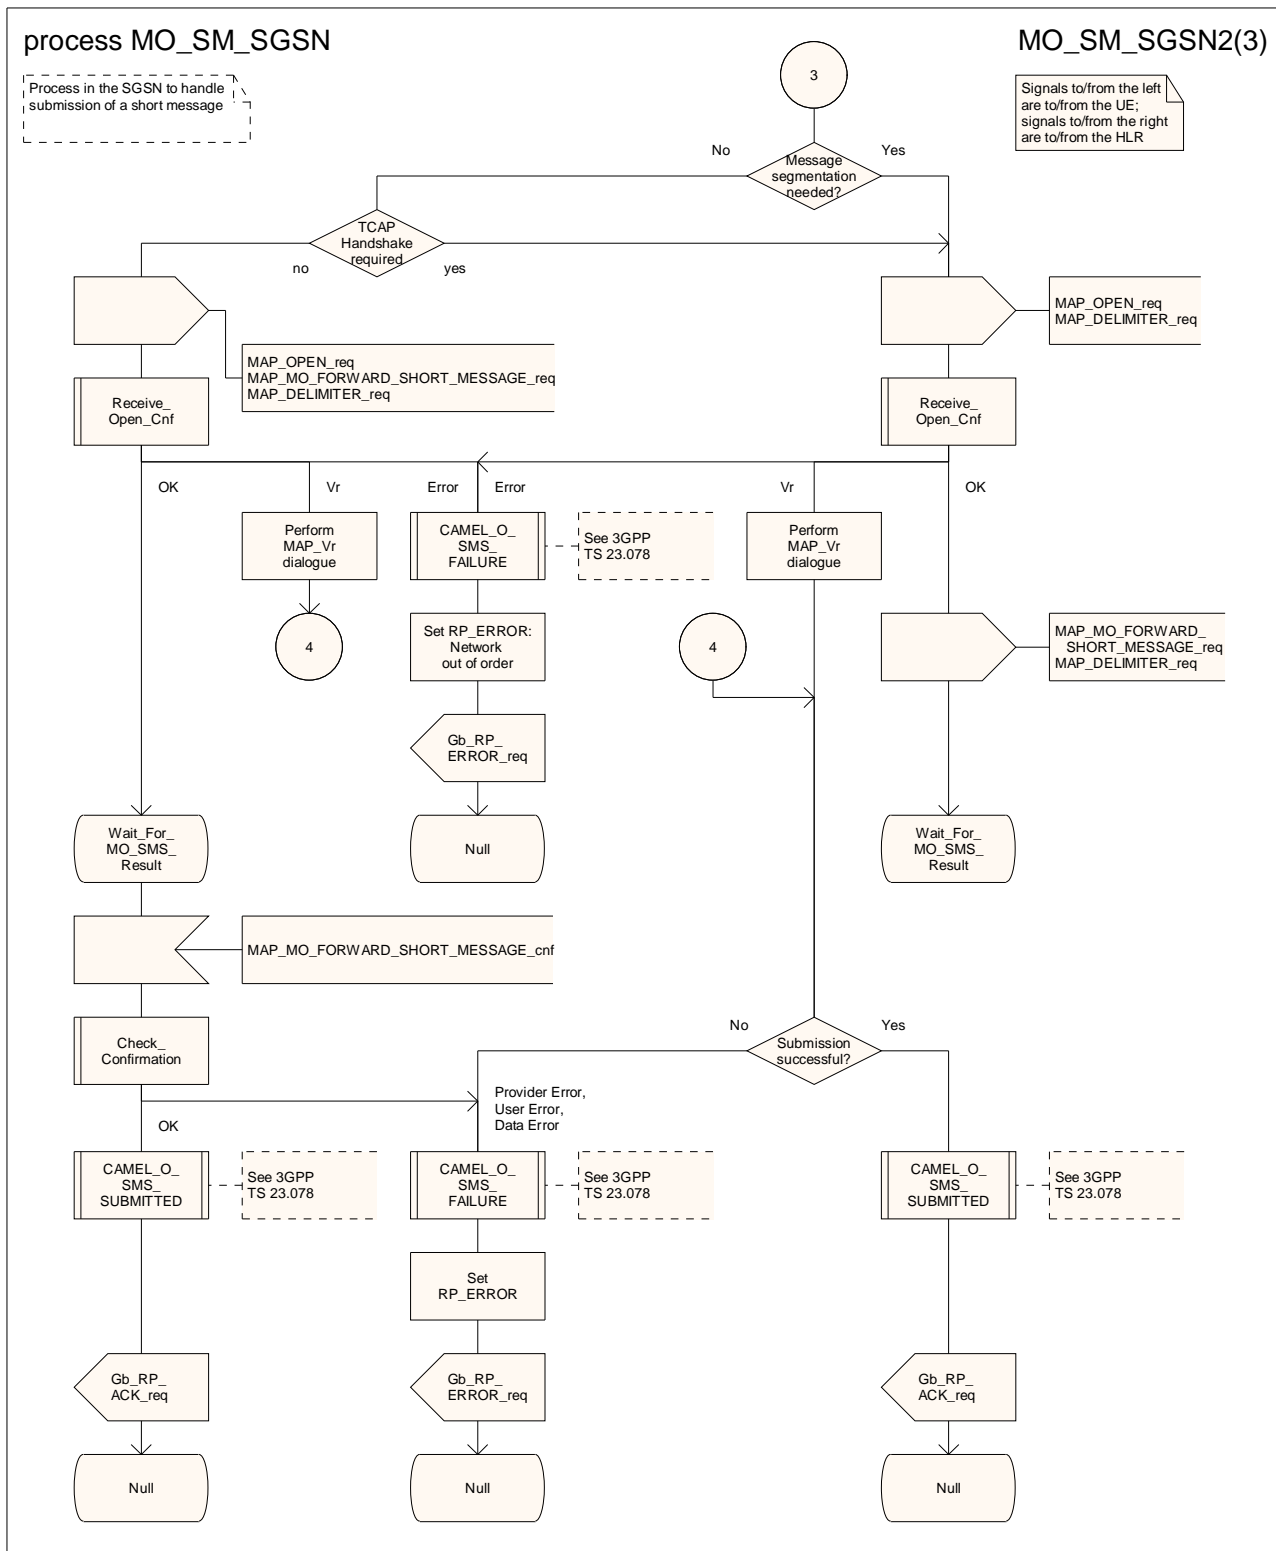 process MO_SM_SGSN
MO_SM_SGSN2(3)
Process in the SGSN to handle
submission of a short message
3
Signals to/from the left
are to/from the UE;
signals to/from the right
are to/from the HLR
No
Message
segmentation
needed?
Yes
TCAP
Handshake
required
no
yes
MAP_OPEN_req
MAP_DELIMITER_req
MAP_OPEN_req
MAP_MO_FORWARD_SHORT_MESSAGE_req
MAP_DELIMITER_req
Receive_
Open_Cnf
Receive_
Open_Cnf
OK
Vr
Error
Error
Vr
OK
Perform
MAP_Vr
dialogue
CAMEL_O_
SMS_
FAILURE
See 3GPP
TS 23.078
Perform
MAP_Vr
dialogue
4
Set RP_ERROR:
Network
out of order
4
MAP_MO_FORWARD_
SHORT_MESSAGE_req
MAP_DELIMITER_req
Gb_RP_
ERROR_req
Wait_For_
MO_SMS_
Result
Null
Wait_For_
MO_SMS_
Result
MAP_MO_FORWARD_SHORT_MESSAGE_cnf
Check_
Confirmation
No
Submission
successful?
Yes
Provider Error,
User Error,
Data Error
OK
CAMEL_O_
SMS_
SUBMITTED
See 3GPP
TS 23.078
CAMEL_O_
SMS_
FAILURE
See 3GPP
TS 23.078
CAMEL_O_
SMS_
SUBMITTED
See 3GPP
TS 23.078
Set
RP_ERROR
Gb_RP_
ACK_req
Gb_RP_
ERROR_req
Gb_RP_
ACK_req
Null
Null
Null